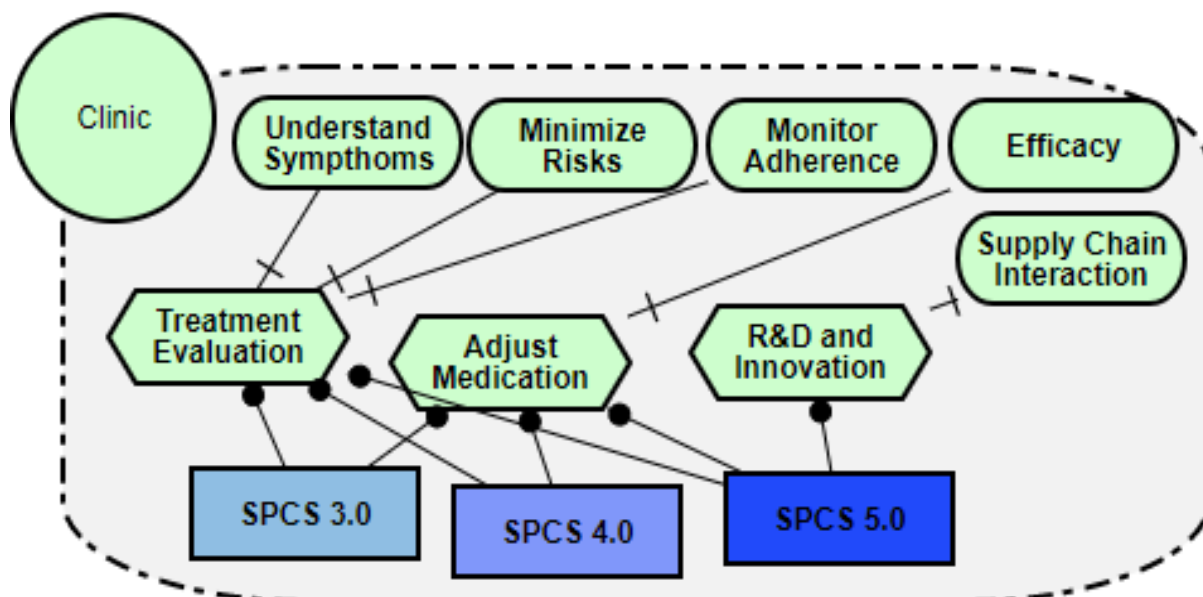 Clinic
Understand
Sympthoms
Minimize
Risks
Monitor
Adherence
Efficacy
Supply Chain
Interaction
Treatment
Evaluation
Adjust
Medication
R&D and
Innovation
SPCS 3.0
SPCS 4.0
SPCS 5.0